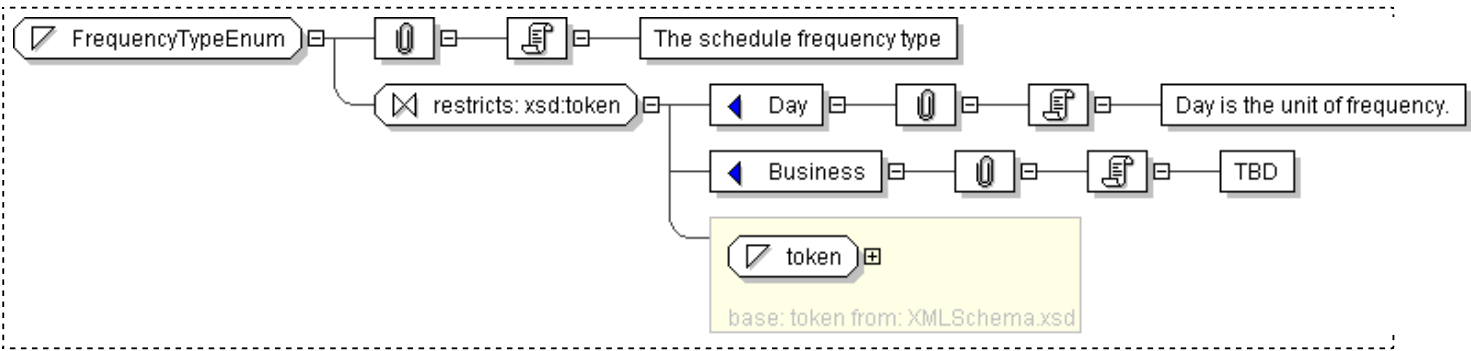 FrequencyTypeEnum
The schedule frequency type
restricts: xsd:token
Day
Day is the unit of frequency.
Business
TBD
token
base: token from: XMLSchema.xsd